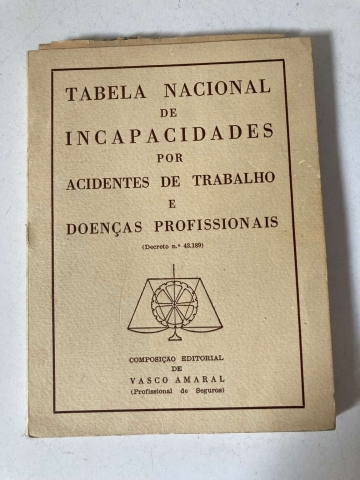 TABELA NACIONAL
DE
INCAPACIDADES
POR
ACIDENTES DE TRABALHO
E
DOENÇAS PROFISSIONAIS
(Decreto n.º 43.189)
COMPOSIÇÃO EDITORIAL
DE
VASCO AMARAL
(Profissional de Seguros)